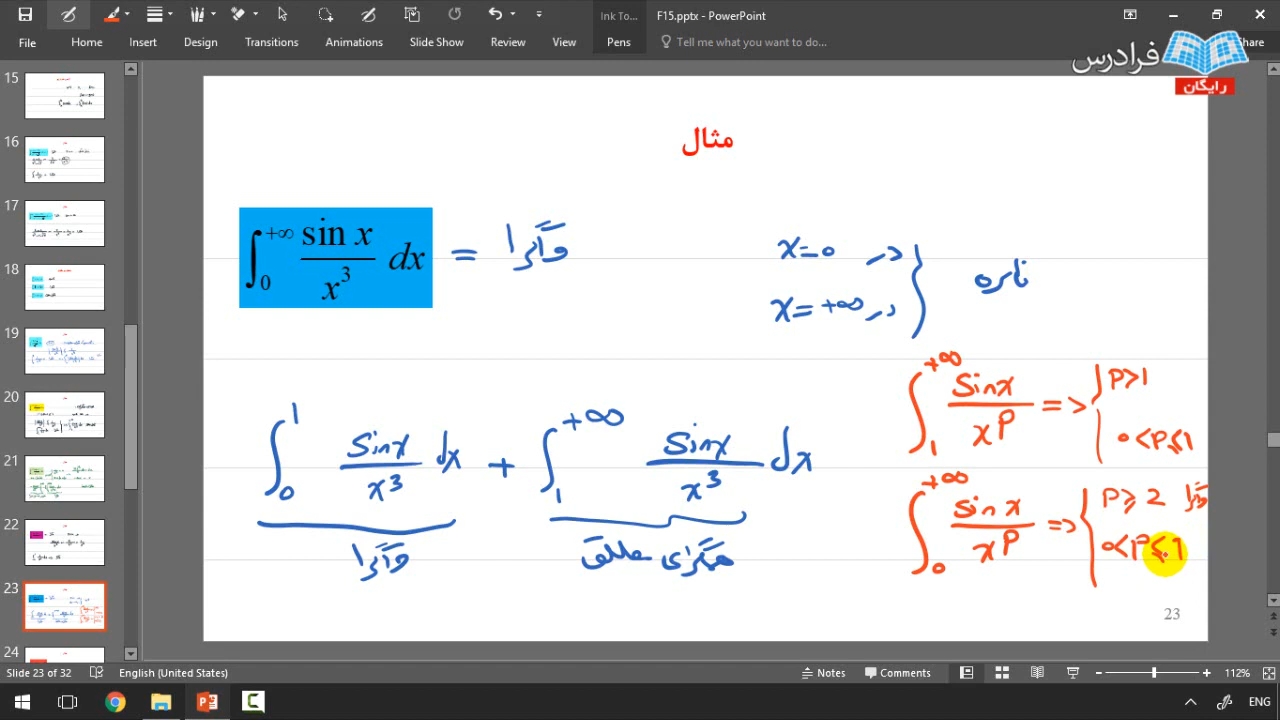 Ink To...
F15.pptx - PowerPoint
File Home Insert Design Transitions Animations Slide Show Review View Pens Tell me what you want to do... Share
فرادرس
رایگان
15
16
17
18
19
20
21
22
23
24
مثال
∫₀^{+∞} sin x / x³ dx = واگرا
در x=0
در x=+∞
ناسره
∫₀^1 sinx / x³ dx + ∫₁^{+∞} sinx / x³ dx
واگرا
همگرای مطلق
∫₁^{+∞} sinx / x^P => { P>1
0<P≤1
∫₀^{+∞} sin x / x^P => { P≥2 واگرا
0<P≤1
23
Slide 23 of 32 English (United States) Notes Comments 112%
ENG